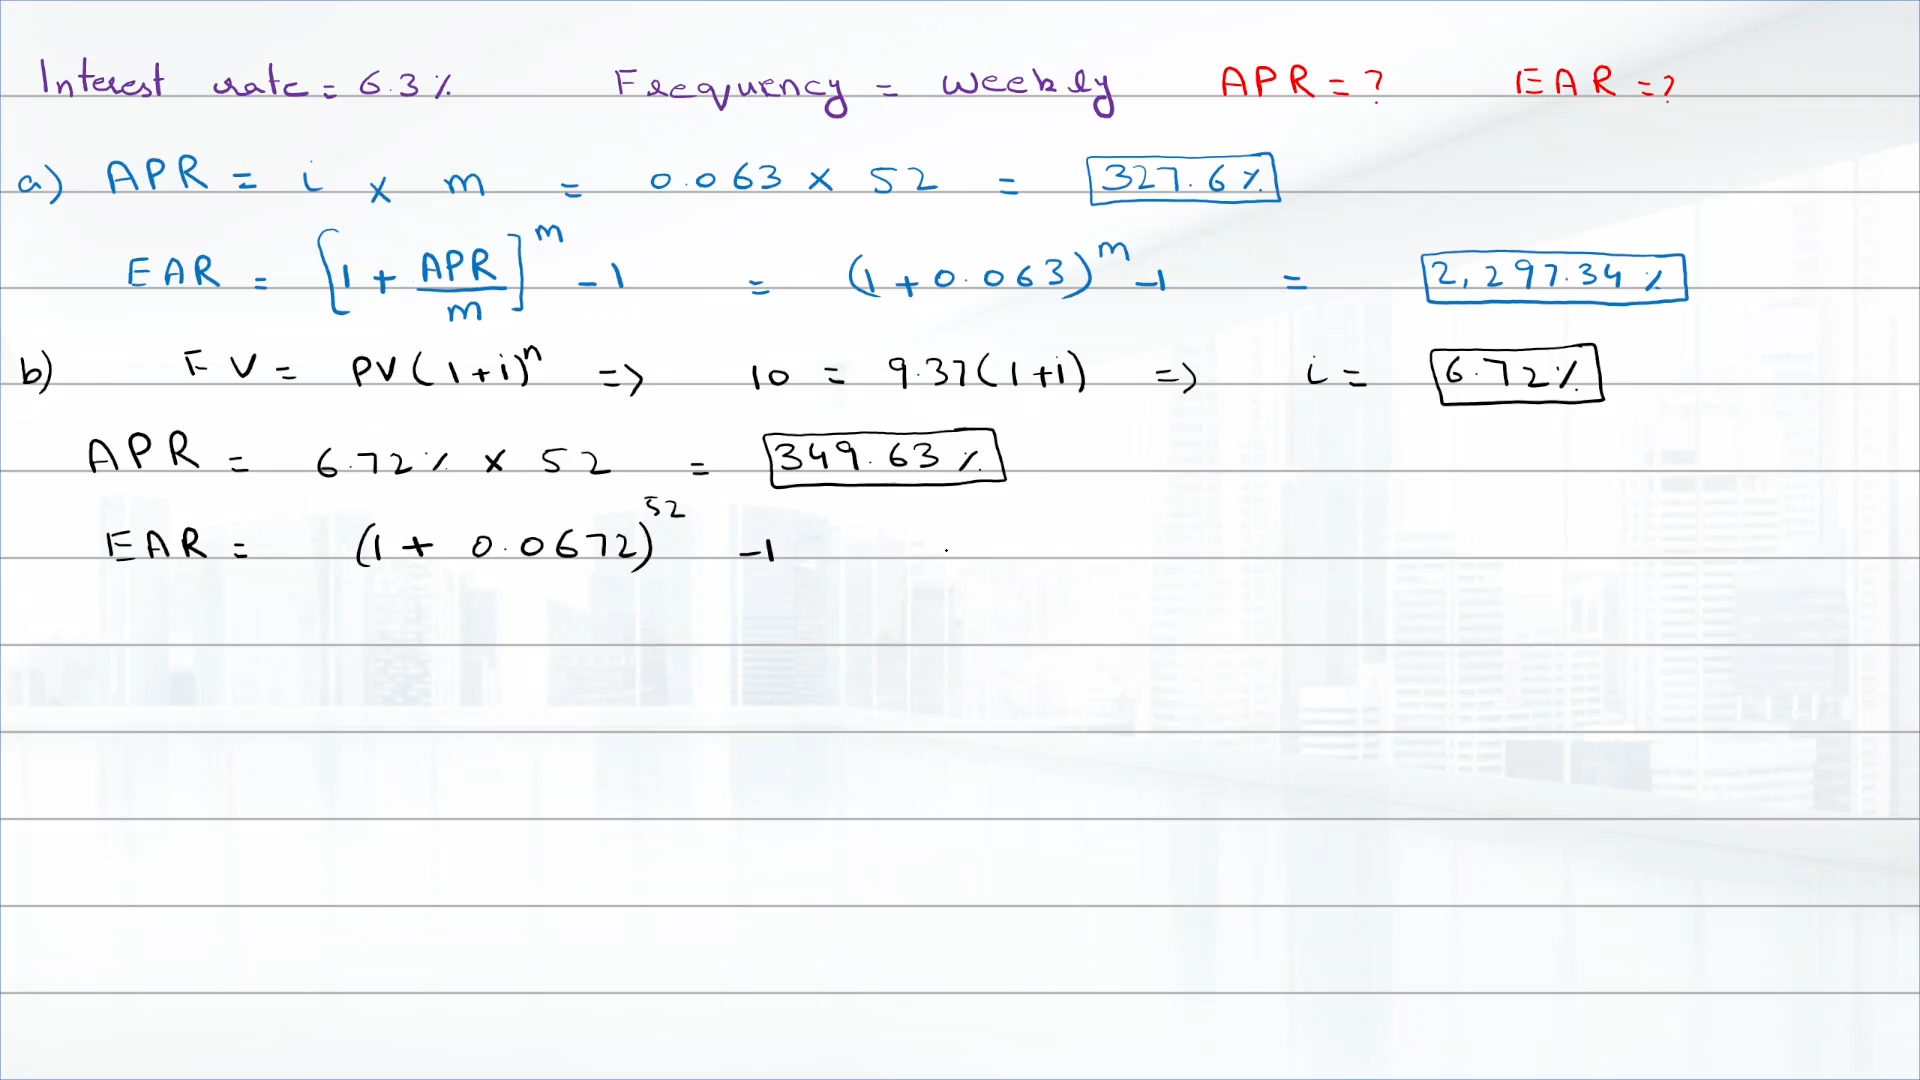 Interest rate = 6.3% Frequency = weekly APR = ? EAR = ?
a) APR = i × m = 0.063 × 52 = 327.6%
EAR = [1 + APR/m]^m - 1 = (1 + 0.063)^m - 1 = 2,297.34%
b) FV = PV(1+i)^n => 10 = 9.37(1+i) => i = 6.72%
APR = 6.72% × 52 = 349.63%
EAR = (1 + 0.0672)^52 - 1